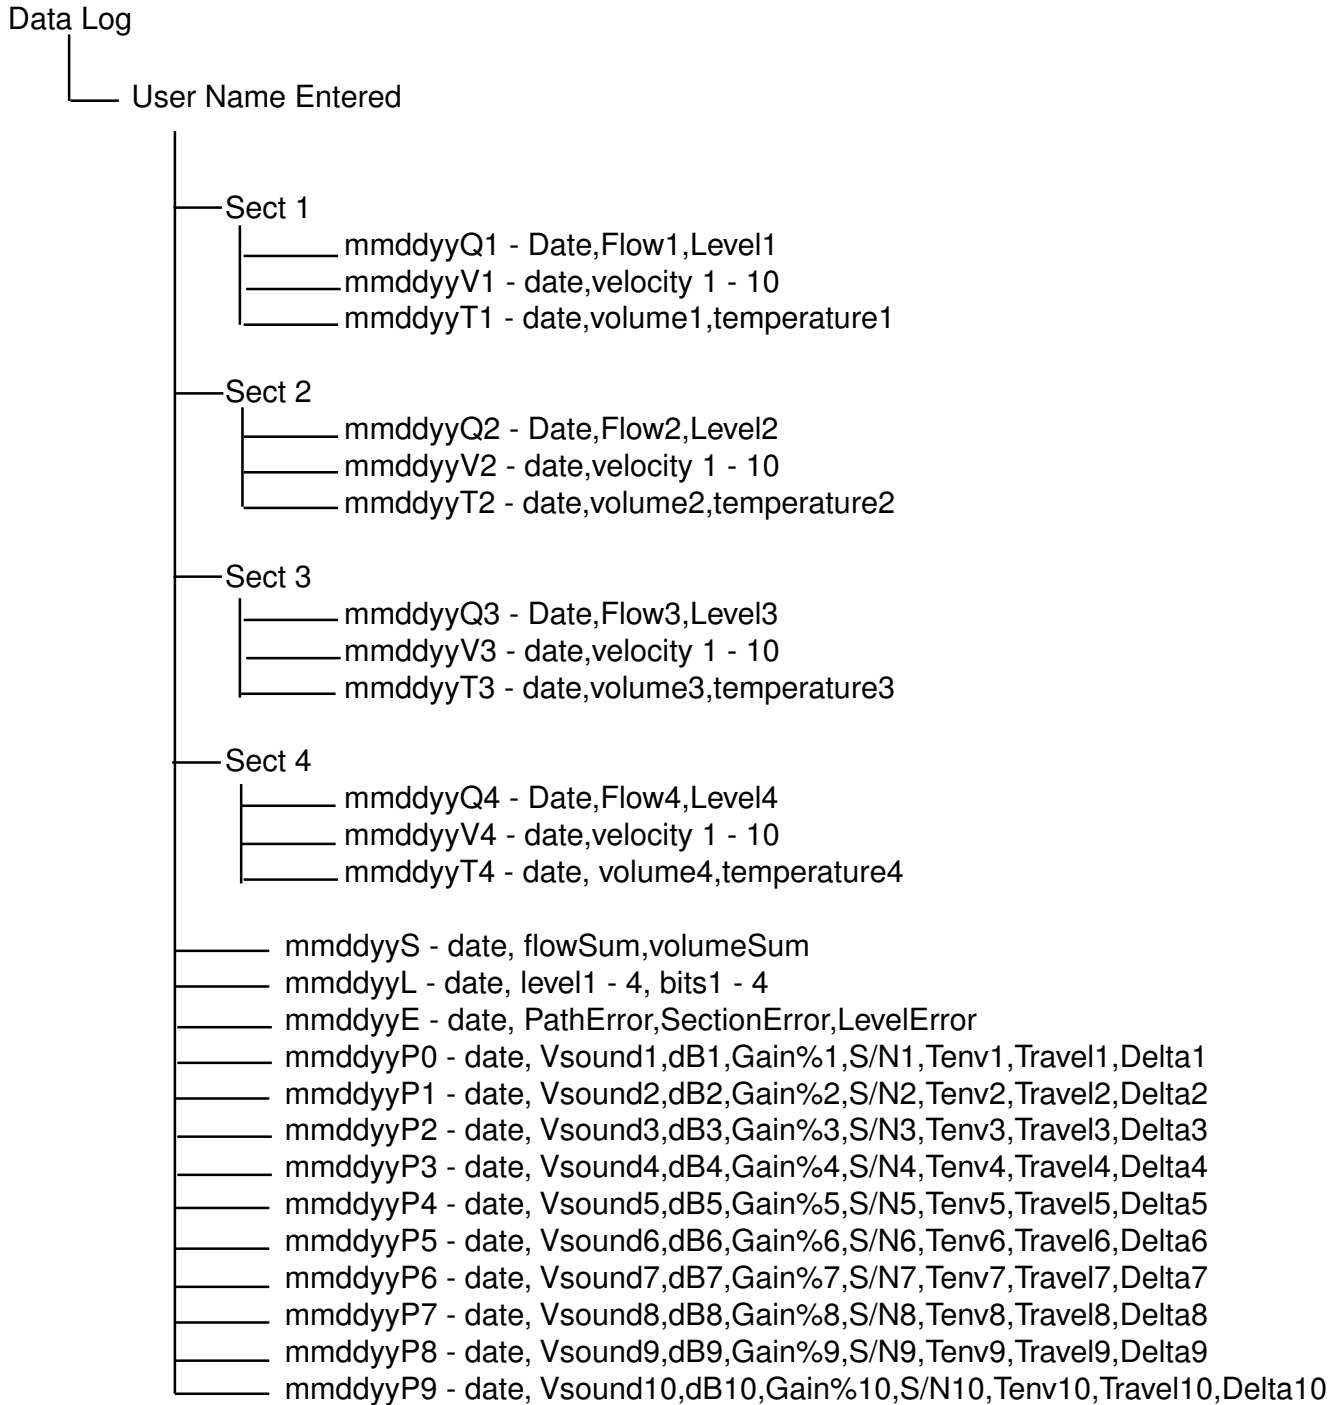 Data Log
User Name Entered
Sect 1
mmddyyQ1 - Date,Flow1,Level1
mmddyyV1 - date,velocity 1 - 10
mmddyyT1 - date,volume1,temperature1
Sect 2
mmddyyQ2 - Date,Flow2,Level2
mmddyyV2 - date,velocity 1 - 10
mmddyyT2 - date,volume2,temperature2
Sect 3
mmddyyQ3 - Date,Flow3,Level3
mmddyyV3 - date,velocity 1 - 10
mmddyyT3 - date,volume3,temperature3
Sect 4
mmddyyQ4 - Date,Flow4,Level4
mmddyyV4 - date,velocity 1 - 10
mmddyyT4 - date, volume4,temperature4
mmddyyS - date, flowSum,volumeSum
mmddyyL - date, level1 - 4, bits1 - 4
mmddyyE - date, PathError,SectionError,LevelError
mmddyyP0 - date, Vsound1,dB1,Gain%1,S/N1,Tenv1,Travel1,Delta1
mmddyyP1 - date, Vsound2,dB2,Gain%2,S/N2,Tenv2,Travel2,Delta2
mmddyyP2 - date, Vsound3,dB3,Gain%3,S/N3,Tenv3,Travel3,Delta3
mmddyyP3 - date, Vsound4,dB4,Gain%4,S/N4,Tenv4,Travel4,Delta4
mmddyyP4 - date, Vsound5,dB5,Gain%5,S/N5,Tenv5,Travel5,Delta5
mmddyyP5 - date, Vsound6,dB6,Gain%6,S/N6,Tenv6,Travel6,Delta6
mmddyyP6 - date, Vsound7,dB7,Gain%7,S/N7,Tenv7,Travel7,Delta7
mmddyyP7 - date, Vsound8,dB8,Gain%8,S/N8,Tenv8,Travel8,Delta8
mmddyyP8 - date, Vsound9,dB9,Gain%9,S/N9,Tenv9,Travel9,Delta9
mmddyyP9 - date, Vsound10,dB10,Gain%10,S/N10,Tenv10,Travel10,Delta10